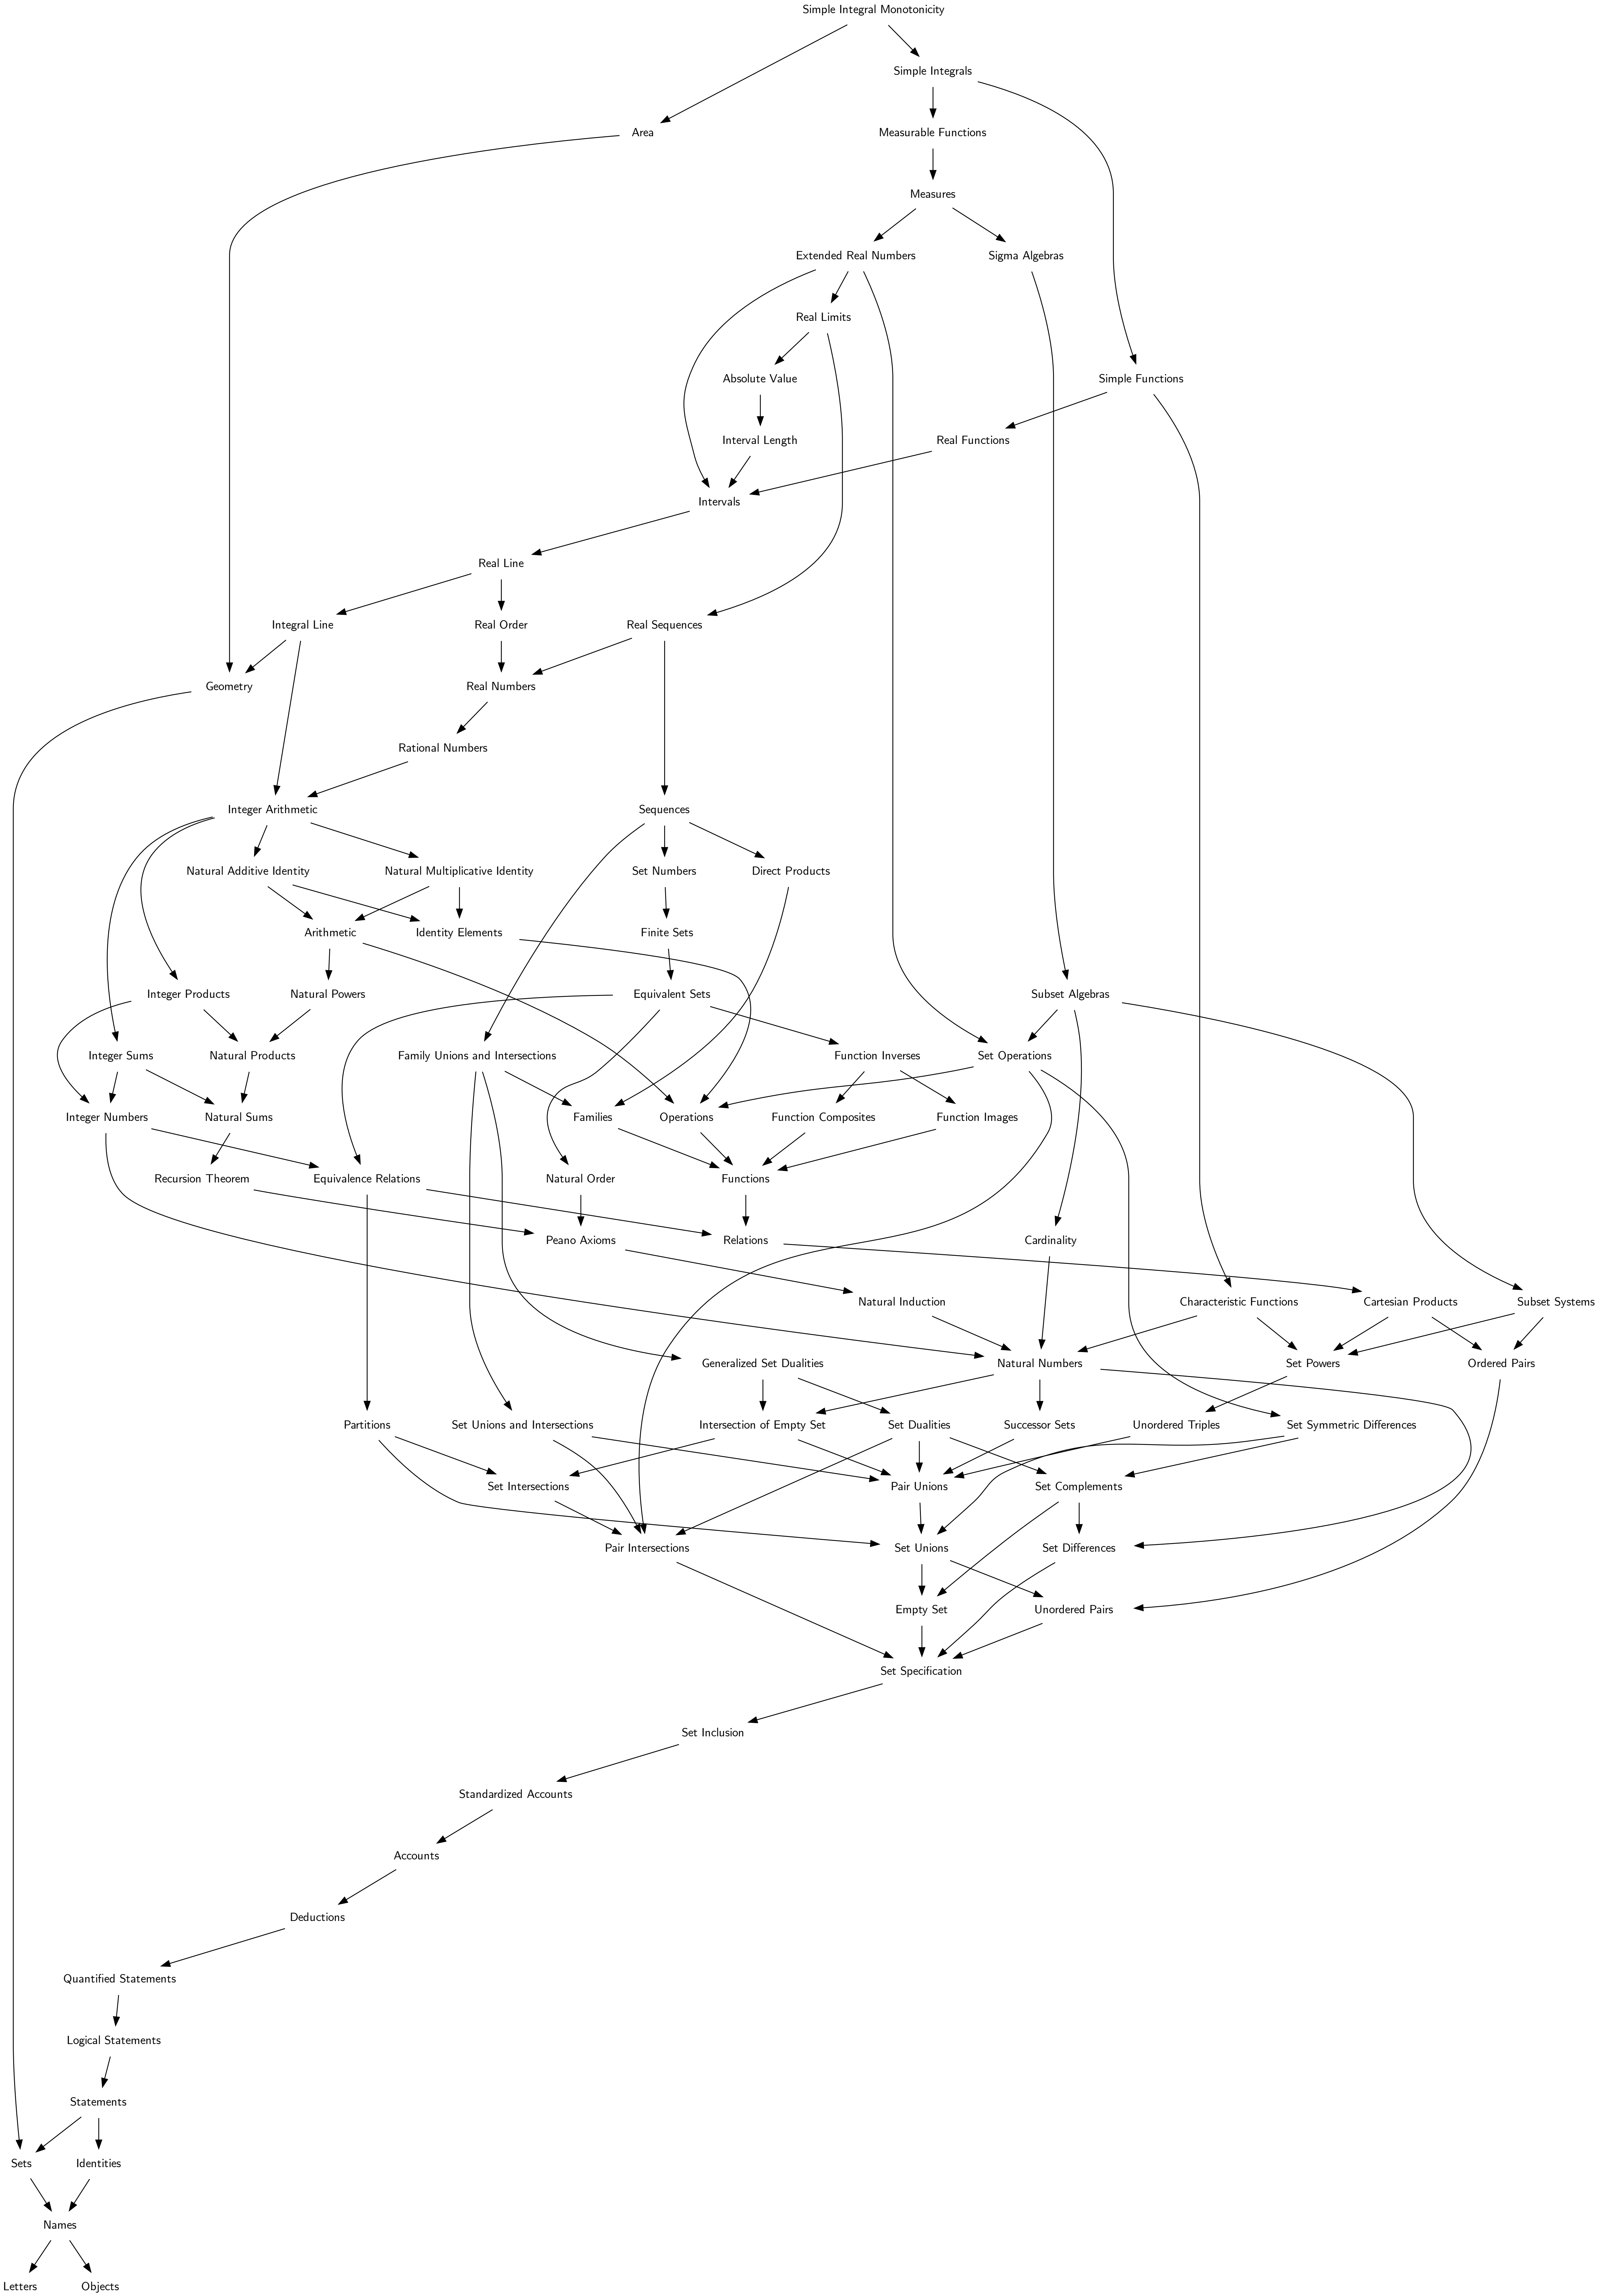 Simple Integral Monotonicity
Simple Integrals
Area
Measurable Functions
Measures
Extended Real Numbers
Sigma Algebras
Real Limits
Absolute Value
Simple Functions
Interval Length
Real Functions
Intervals
Real Line
Integral Line
Real Order
Real Sequences
Geometry
Real Numbers
Rational Numbers
Integer Arithmetic
Sequences
Natural Additive Identity
Natural Multiplicative Identity
Set Numbers
Direct Products
Arithmetic
Identity Elements
Finite Sets
Integer Products
Natural Powers
Equivalent Sets
Subset Algebras
Integer Sums
Natural Products
Family Unions and Intersections
Function Inverses
Set Operations
Integer Numbers
Natural Sums
Families
Operations
Function Composites
Function Images
Recursion Theorem
Equivalence Relations
Natural Order
Functions
Peano Axioms
Relations
Cardinality
Natural Induction
Characteristic Functions
Cartesian Products
Subset Systems
Generalized Set Dualities
Natural Numbers
Set Powers
Ordered Pairs
Partitions
Set Unions and Intersections
Intersection of Empty Set
Set Dualities
Successor Sets
Unordered Triples
Set Symmetric Differences
Set Intersections
Pair Unions
Set Complements
Pair Intersections
Set Unions
Set Differences
Empty Set
Unordered Pairs
Set Specification
Set Inclusion
Standardized Accounts
Accounts
Deductions
Quantified Statements
Logical Statements
Statements
Sets
Identities
Names
Letters
Objects